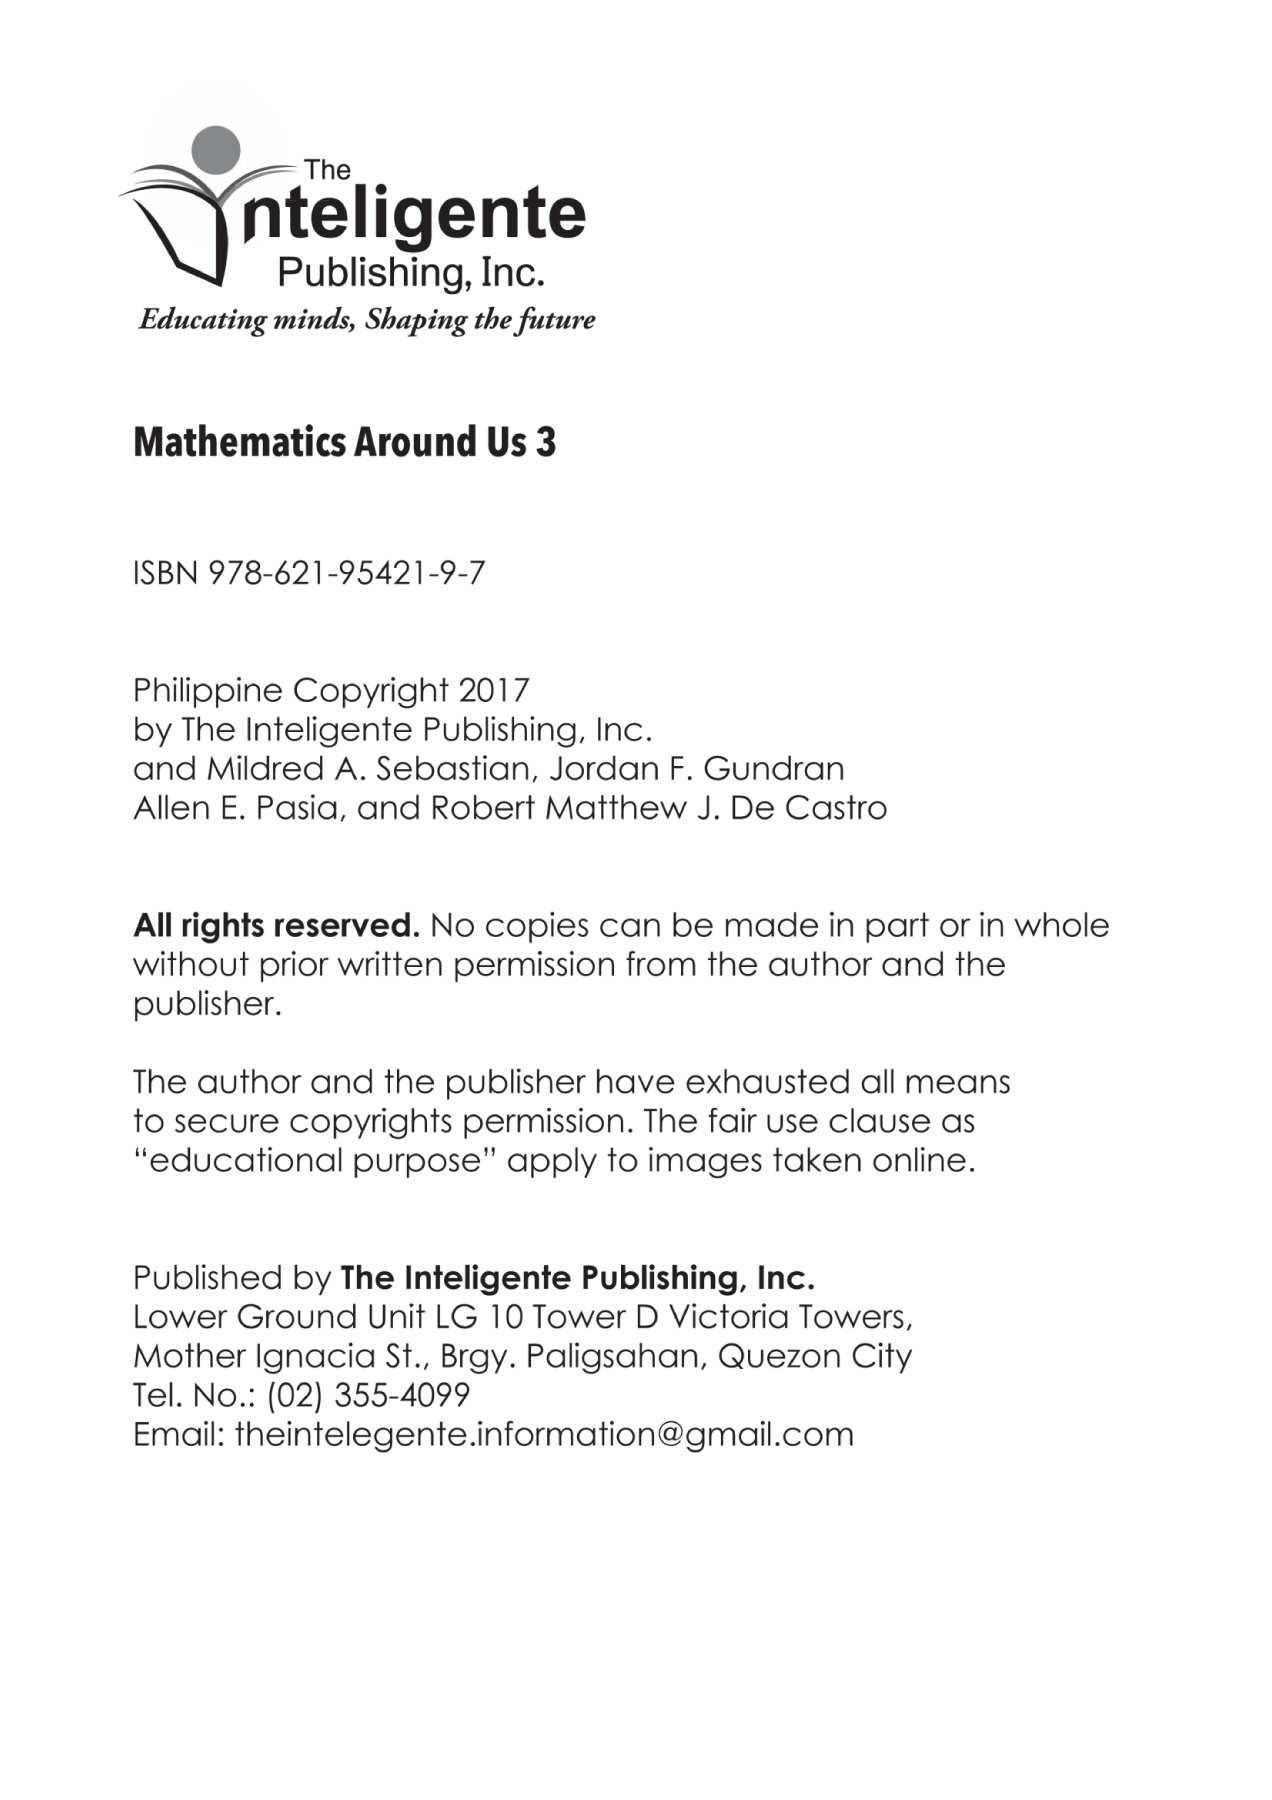 The
Inteligente
Publishing, Inc.
Educating minds, Shaping the future
Mathematics Around Us 3
ISBN 978-621-95421-9-7
Philippine Copyright 2017
by The Inteligente Publishing, Inc.
and Mildred A. Sebastian, Jordan F. Gundran
Allen E. Pasia, and Robert Matthew J. De Castro
All rights reserved. No copies can be made in part or in whole
without prior written permission from the author and the
publisher.
The author and the publisher have exhausted all means
to secure copyrights permission. The fair use clause as
“educational purpose” apply to images taken online.
Published by The Inteligente Publishing, Inc.
Lower Ground Unit LG 10 Tower D Victoria Towers,
Mother Ignacia St., Brgy. Paligsahan, Quezon City
Tel. No.: (02) 355-4099
Email: theintelegente.information@gmail.com